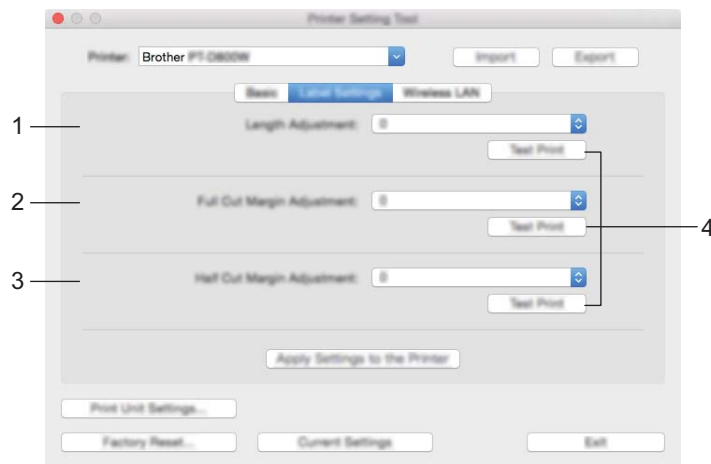 Printer Setting Tool
Printer: Brother PT-D800W Import Export
Basic Label Settings Wireless LAN
1 Length Adjustment: 0
Test Print
2 Full Cut Margin Adjustment: 0
Test Print 4
3 Half Cut Margin Adjustment: 0
Test Print
Apply Settings to the Printer
Print Unit Settings...
Factory Reset... Current Settings Exit